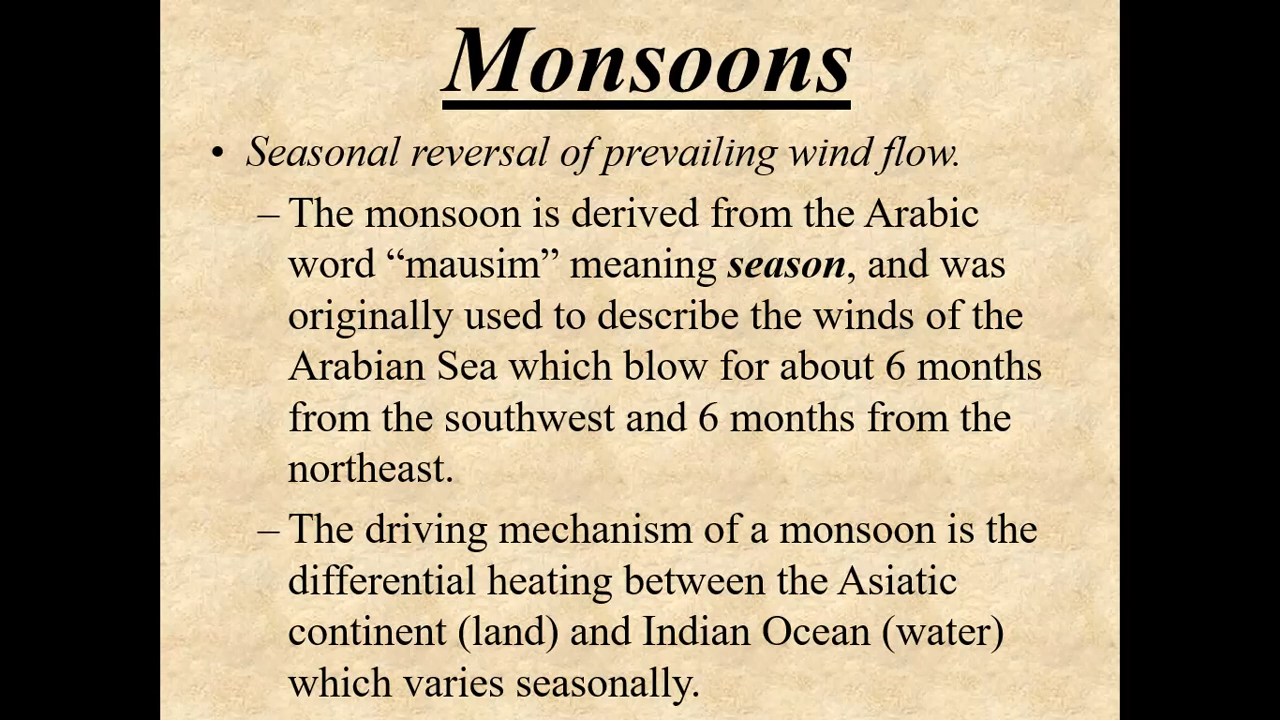 Monsoons
• Seasonal reversal of prevailing wind flow.
– The monsoon is derived from the Arabic
word “mausim” meaning season, and was
originally used to describe the winds of the
Arabian Sea which blow for about 6 months
from the southwest and 6 months from the
northeast.
– The driving mechanism of a monsoon is the
differential heating between the Asiatic
continent (land) and Indian Ocean (water)
which varies seasonally.